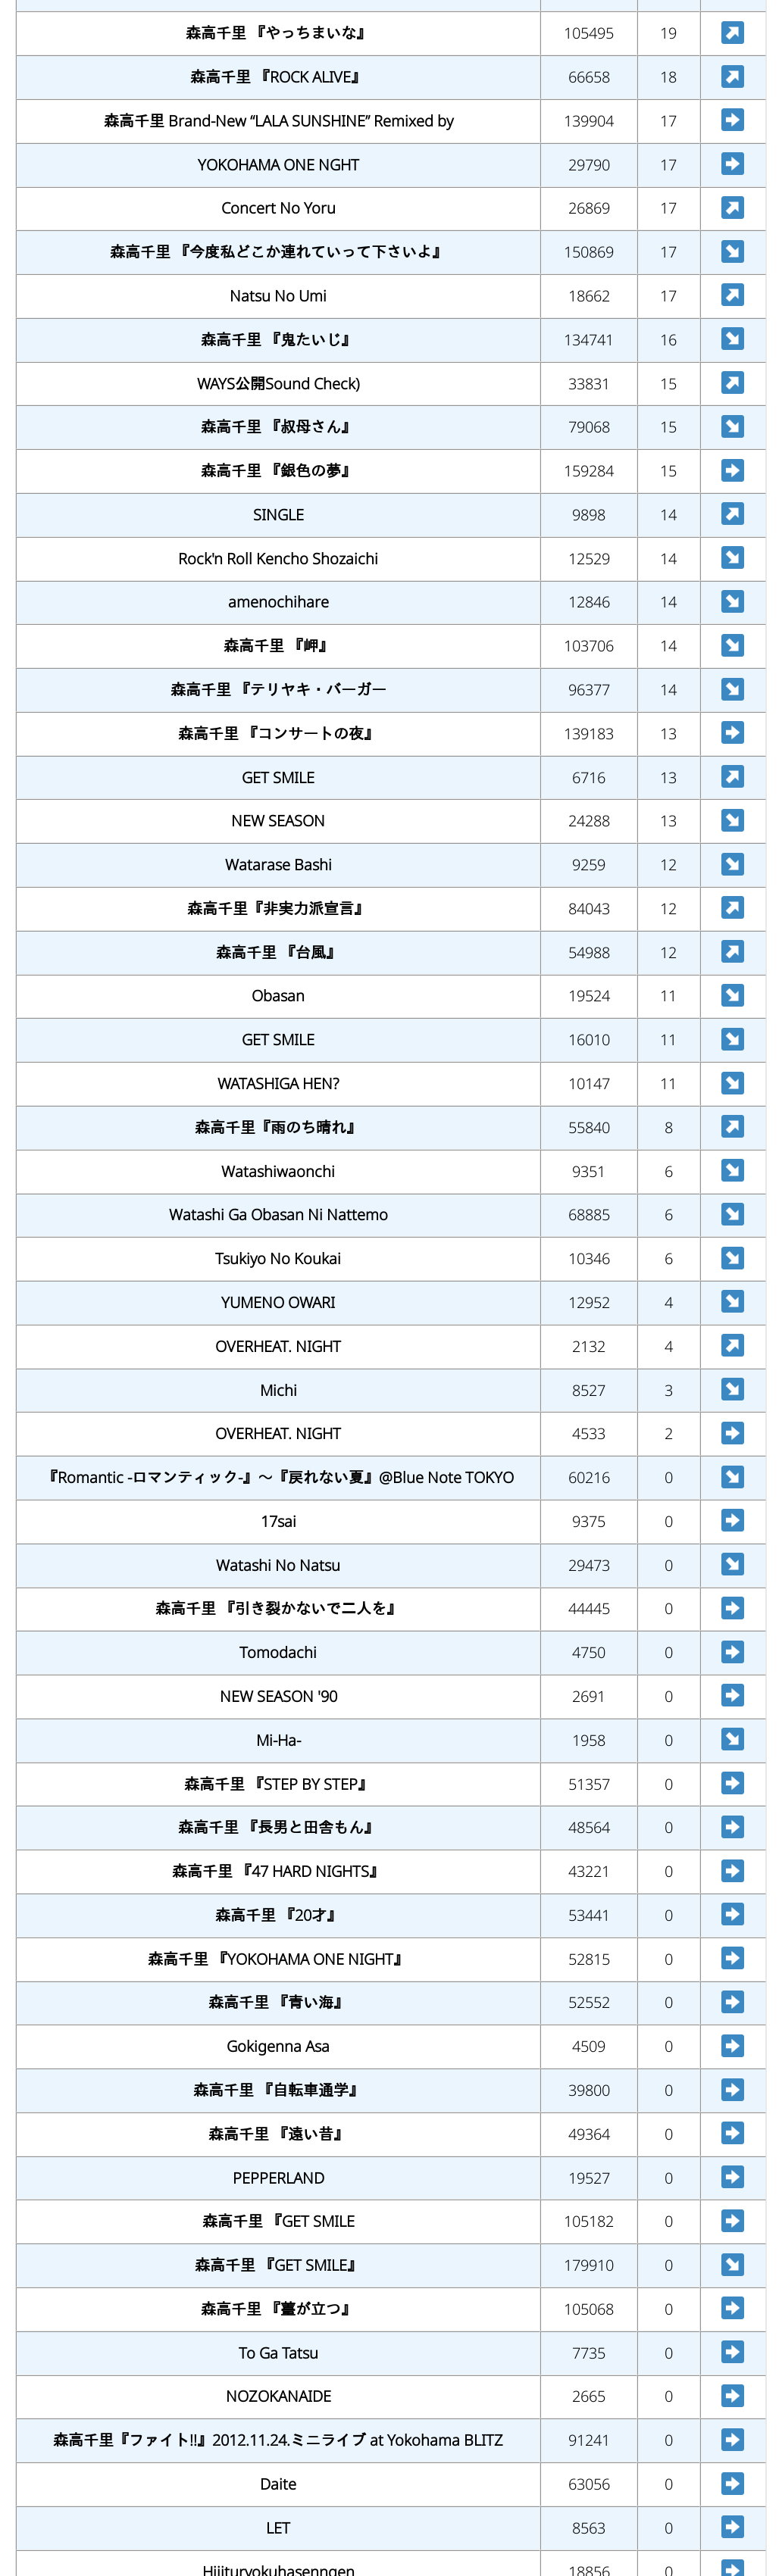 森高千里 『やっちまいな』 105495 19 ↗
森高千里 『ROCK ALIVE』 66658 18 ↗
森高千里 Brand-New “LALA SUNSHINE” Remixed by 139904 17 ➡
YOKOHAMA ONE NGHT 29790 17 ➡
Concert No Yoru 26869 17 ↗
森高千里 『今度私どこか連れていって下さいよ』 150869 17 ↘
Natsu No Umi 18662 17 ↗
森高千里 『鬼たいじ』 134741 16 ↘
WAYS公開Sound Check) 33831 15 ↗
森高千里 『叔母さん』 79068 15 ↘
森高千里 『銀色の夢』 159284 15 ➡
SINGLE 9898 14 ↗
Rock'n Roll Kencho Shozaichi 12529 14 ↘
amenochihare 12846 14 ↘
森高千里 『岬』 103706 14 ↘
森高千里 『テリヤキ・バーガー 96377 14 ↘
森高千里 『コンサートの夜』 139183 13 ➡
GET SMILE 6716 13 ↗
NEW SEASON 24288 13 ↘
Watarase Bashi 9259 12 ↘
森高千里『非実力派宣言』 84043 12 ↗
森高千里 『台風』 54988 12 ↗
Obasan 19524 11 ↘
GET SMILE 16010 11 ↘
WATASHIGA HEN? 10147 11 ↘
森高千里『雨のち晴れ』 55840 8 ↗
Watashiwaonchi 9351 6 ↘
Watashi Ga Obasan Ni Nattemo 68885 6 ↘
Tsukiyo No Koukai 10346 6 ↘
YUMENO OWARI 12952 4 ↘
OVERHEAT. NIGHT 2132 4 ↗
Michi 8527 3 ↘
OVERHEAT. NIGHT 4533 2 ➡
『Romantic -ロマンティック-』～『戻れない夏』@Blue Note TOKYO 60216 0 ↘
17sai 9375 0 ➡
Watashi No Natsu 29473 0 ↘
森高千里 『引き裂かないで二人を』 44445 0 ➡
Tomodachi 4750 0 ➡
NEW SEASON '90 2691 0 ➡
Mi-Ha- 1958 0 ↘
森高千里 『STEP BY STEP』 51357 0 ➡
森高千里 『長男と田舎もん』 48564 0 ➡
森高千里 『47 HARD NIGHTS』 43221 0 ➡
森高千里 『20才』 53441 0 ➡
森高千里 『YOKOHAMA ONE NIGHT』 52815 0 ➡
森高千里 『青い海』 52552 0 ➡
Gokigenna Asa 4509 0 ➡
森高千里 『自転車通学』 39800 0 ➡
森高千里 『遠い昔』 49364 0 ➡
PEPPERLAND 19527 0 ➡
森高千里 『GET SMILE 105182 0 ➡
森高千里 『GET SMILE』 179910 0 ↘
森高千里 『薹が立つ』 105068 0 ➡
To Ga Tatsu 7735 0 ➡
NOZOKANAIDE 2665 0 ➡
森高千里『ファイト!!』2012.11.24.ミニライブ at Yokohama BLITZ 91241 0 ➡
Daite 63056 0 ➡
LET 8563 0 ➡
Hijituryokuhasenngen 18856 0 ➡